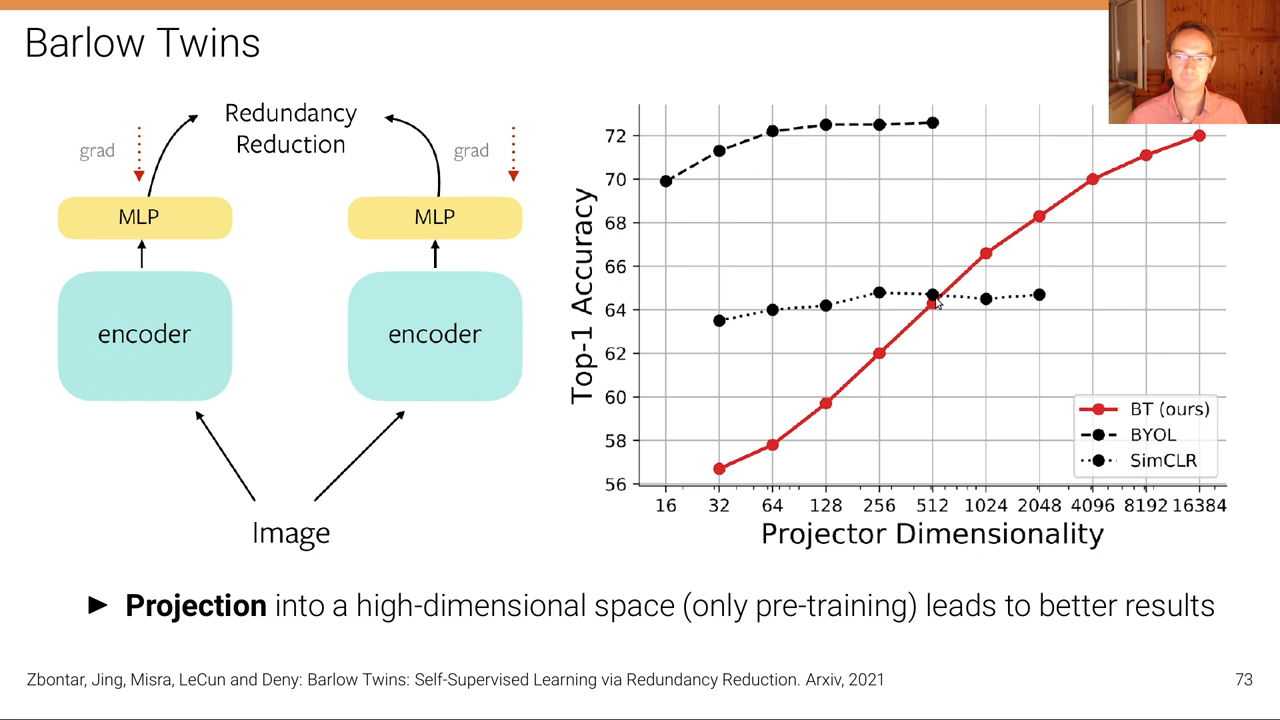 Barlow Twins
Redundancy
Reduction
grad
grad
MLP
MLP
encoder
encoder
Image
Top-1 Accuracy
72
70
68
66
64
62
60
58
56
16 32 64 128 256 512 1024 2048 4096 8192 16384
Projector Dimensionality
BT (ours)
BYOL
SimCLR
► Projection into a high-dimensional space (only pre-training) leads to better results
Zbontar, Jing, Misra, LeCun and Deny: Barlow Twins: Self-Supervised Learning via Redundancy Reduction. Arxiv, 2021
73